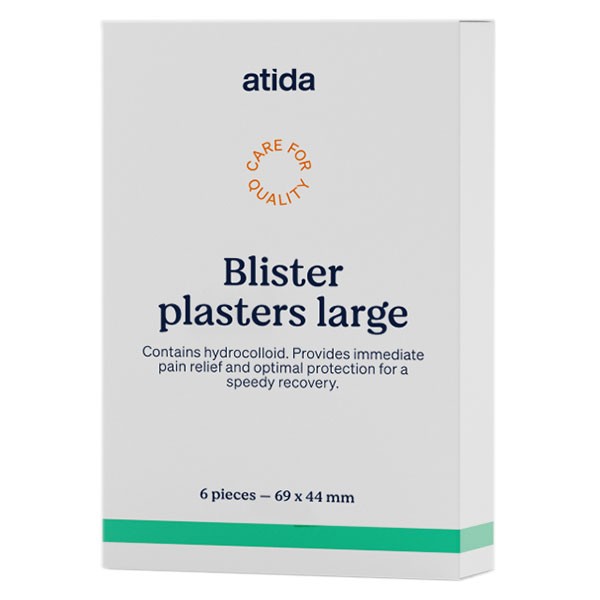 atida
CARE FOR
QUALITY
Blister
plasters large
Contains hydrocolloid. Provides immediate
pain relief and optimal protection for a
speedy recovery.
6 pieces – 69 x 44 mm